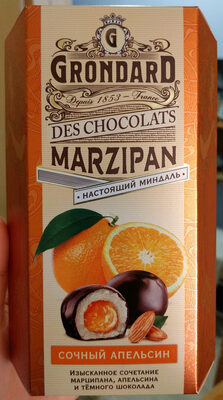 G
GRONDARD
Depuis 1853 France
DES CHOCOLATS
MARZIPAN
• НАСТОЯЩИЙ МИНДАЛЬ •
СОЧНЫЙ АПЕЛЬСИН
Изысканное сочетание
марципана, апельсина
и тёмного шоколада